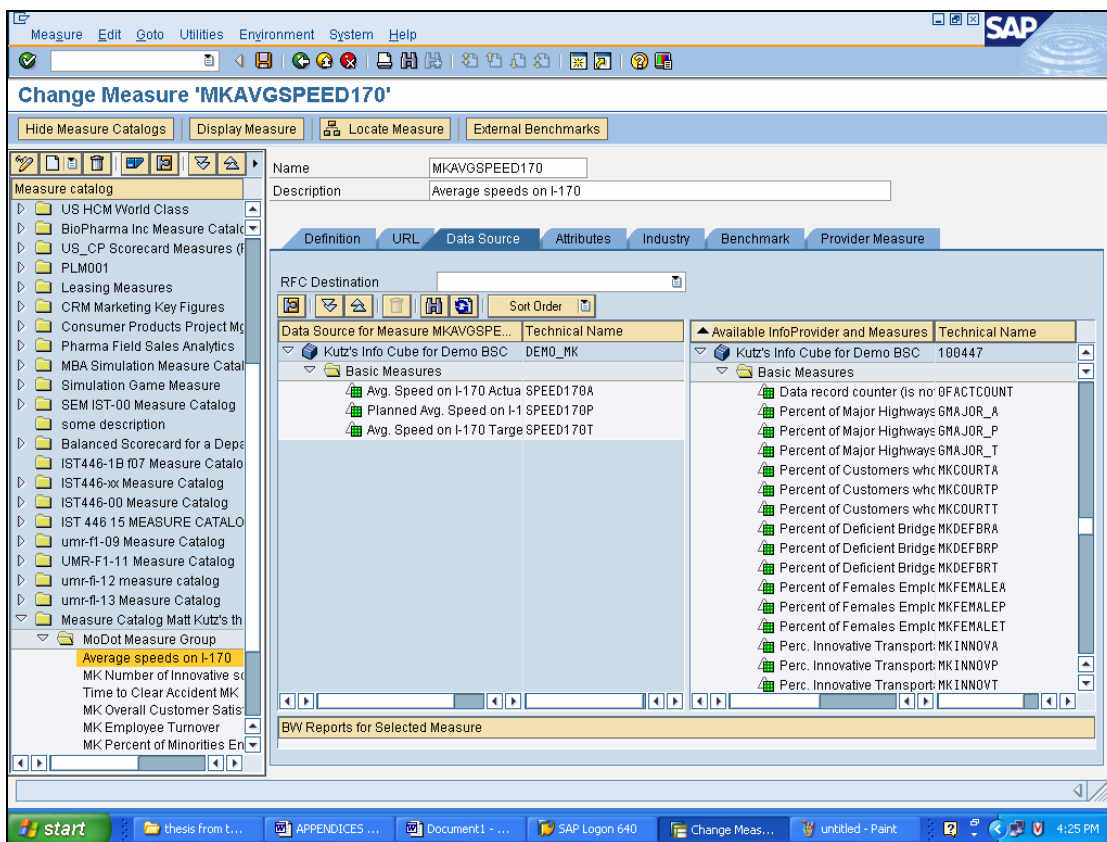 Measure Edit Goto Utilities Environment System Help
SAP
Change Measure 'MKAVGSPEED170'
Hide Measure Catalogs Display Measure Locate Measure External Benchmarks
Name MKAVGSPEED170
Description Average speeds on I-170
Measure catalog
US HCM World Class
BioPharma Inc Measure Catalc
US_CP Scorecard Measures (F
PLM001
Leasing Measures
CRM Marketing Key Figures
Consumer Products Project Mg
Pharma Field Sales Analytics
MBA Simulation Measure Catal
Simulation Game Measure
SEM IST-00 Measure Catalog
some description
Balanced Scorecard for a Depa
IST446-1B f07 Measure Catalo
IST446-xx Measure Catalog
IST446-00 Measure Catalog
IST 446 15 MEASURE CATALO
umr-f1-09 Measure Catalog
UMR-F1-11 Measure Catalog
umr-fi-12 measure catalog
umr-fl-13 Measure Catalog
Measure Catalog Matt Kutz's th
MoDot Measure Group
Average speeds on I-170
MK Number of Innovative so
Time to Clear Accident MK
MK Overall Customer Satis
MK Employee Turnover
MK Percent of Minorities En
Definition URL Data Source Attributes Industry Benchmark Provider Measure
RFC Destination
Sort Order
Data Source for Measure MKAVGSPE... Technical Name
Kutz's Info Cube for Demo BSC DEMO_MK
Basic Measures
Avg. Speed on I-170 Actua SPEED170A
Planned Avg. Speed on I-1 SPEED170P
Avg. Speed on I-170 Targe SPEED170T
Available InfoProvider and Measures Technical Name
Kutz's Info Cube for Demo BSC 100447
Basic Measures
Data record counter (is no 0FACTCOUNT
Percent of Major Highways GMAJOR_A
Percent of Major Highways GMAJOR_P
Percent of Major Highways GMAJOR_T
Percent of Customers who MKCOURTA
Percent of Customers who MKCOURTP
Percent of Customers who MKCOURTT
Percent of Deficient Bridge MKDEFBRA
Percent of Deficient Bridge MKDEFBRP
Percent of Deficient Bridge MKDEFBRT
Percent of Females Emplo MKFEMALEA
Percent of Females Emplo MKFEMALEP
Percent of Females Emplo MKFEMALET
Perc. Innovative Transport MKINNOVA
Perc. Innovative Transport MKINNOVP
Perc. Innovative Transport MKINNOVT
BW Reports for Selected Measure
start thesis from t... APPENDICES ... Document1 - ... SAP Logon 640 Change Meas... untitled - Paint 4:25 PM